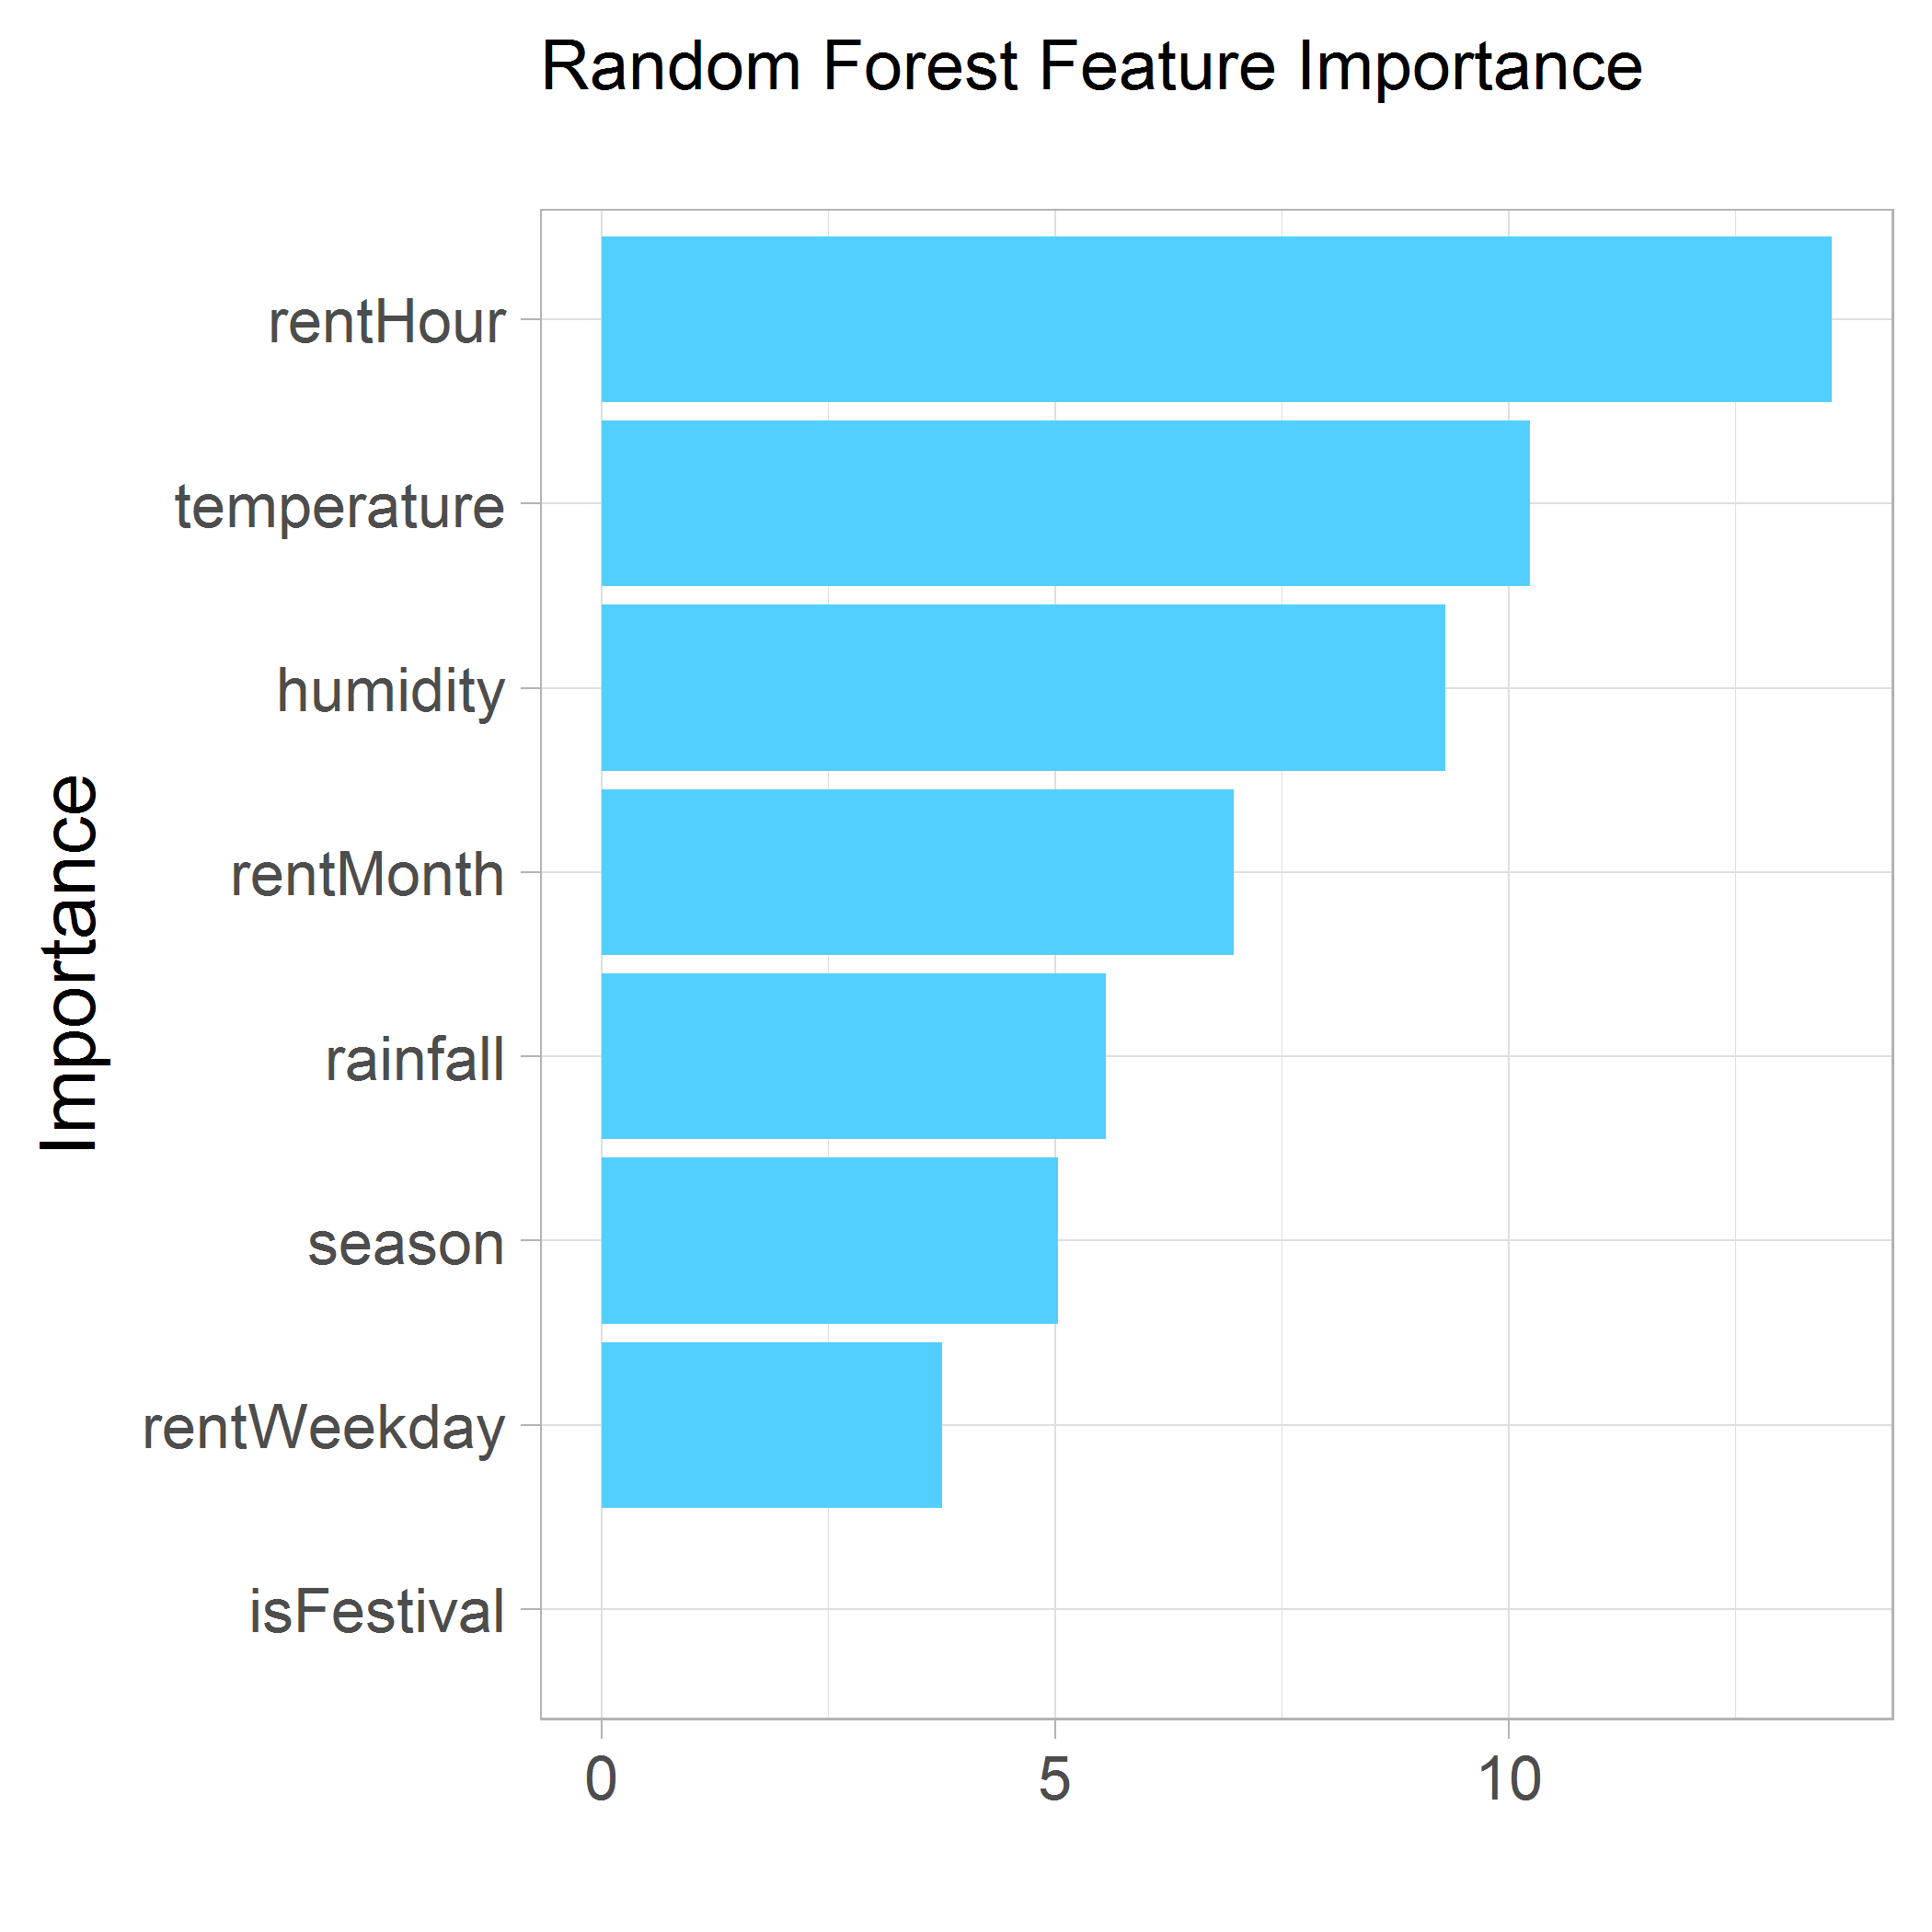 Random Forest Feature Importance
Importance
rentHour
temperature
humidity
rentMonth
rainfall
season
rentWeekday
isFestival
0 5 10